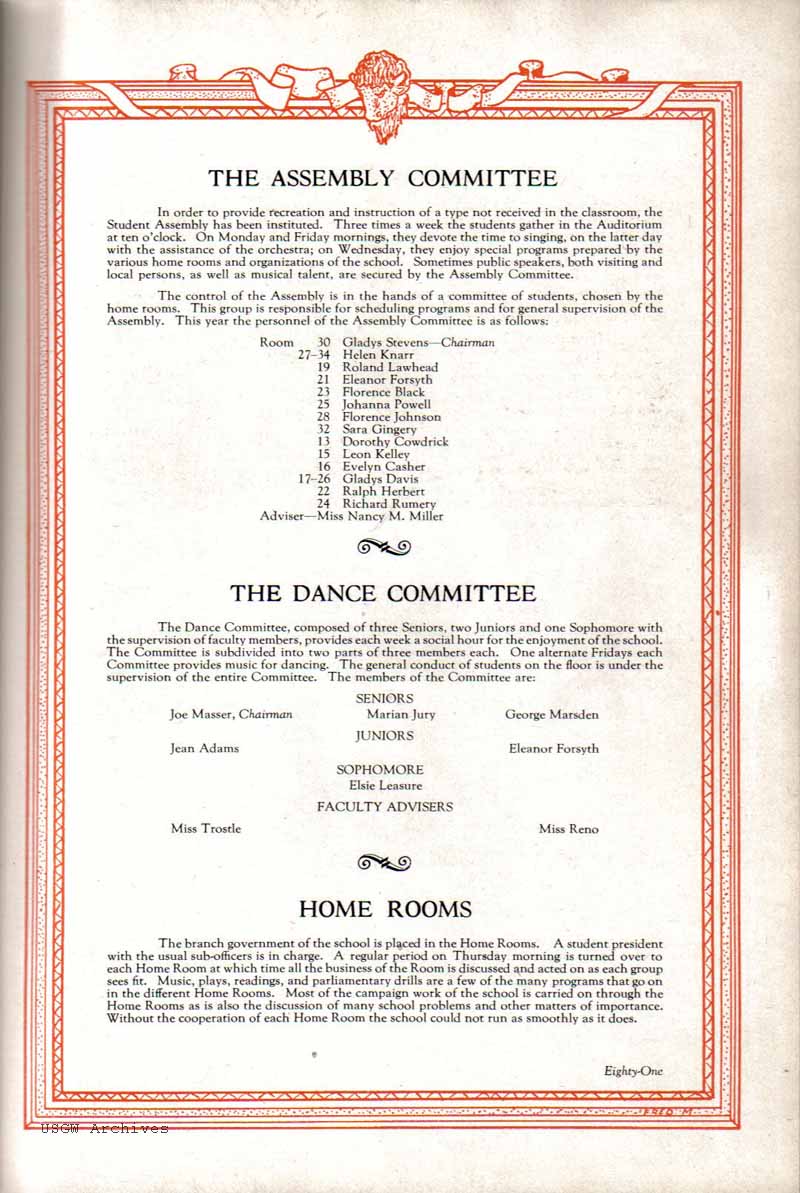 THE ASSEMBLY COMMITTEE
In order to provide recreation and instruction of a type not received in the classroom, the
Student Assembly has been instituted. Three times a week the students gather in the Auditorium
at ten o'clock. On Monday and Friday mornings, they devote the time to singing, on the latter day
with the assistance of the orchestra; on Wednesday, they enjoy special programs prepared by the
various home rooms and organizations of the school. Sometimes public speakers, both visiting and
local persons, as well as musical talent, are secured by the Assembly Committee.
The control of the Assembly is in the hands of a committee of students, chosen by the
home rooms. This group is responsible for scheduling programs and for general supervision of the
Assembly. This year the personnel of the Assembly Committee is as follows:
Room 30 Gladys Stevens—Chairman
27–34 Helen Knarr
19 Roland Lawhead
21 Eleanor Forsyth
23 Florence Black
25 Johanna Powell
28 Florence Johnson
32 Sara Gingery
13 Dorothy Cowdrick
15 Leon Kelley
16 Evelyn Casher
17–26 Gladys Davis
22 Ralph Herbert
24 Richard Rumery
Adviser—Miss Nancy M. Miller
THE DANCE COMMITTEE
The Dance Committee, composed of three Seniors, two Juniors and one Sophomore with
the supervision of faculty members, provides each week a social hour for the enjoyment of the school.
The Committee is subdivided into two parts of three members each. One alternate Fridays each
Committee provides music for dancing. The general conduct of students on the floor is under the
supervision of the entire Committee. The members of the Committee are:
SENIORS
Joe Masser, Chairman Marian Jury George Marsden
JUNIORS
Jean Adams Eleanor Forsyth
SOPHOMORE
Elsie Leasure
FACULTY ADVISERS
Miss Trostle Miss Reno
HOME ROOMS
The branch government of the school is placed in the Home Rooms. A student president
with the usual sub-officers is in charge. A regular period on Thursday morning is turned over to
each Home Room at which time all the business of the Room is discussed and acted on as each group
sees fit. Music, plays, readings, and parliamentary drills are a few of the many programs that go on
in the different Home Rooms. Most of the campaign work of the school is carried on through the
Home Rooms as is also the discussion of many school problems and other matters of importance.
Without the cooperation of each Home Room the school could not run as smoothly as it does.
Eighty-One
FRED M
USGW Archives